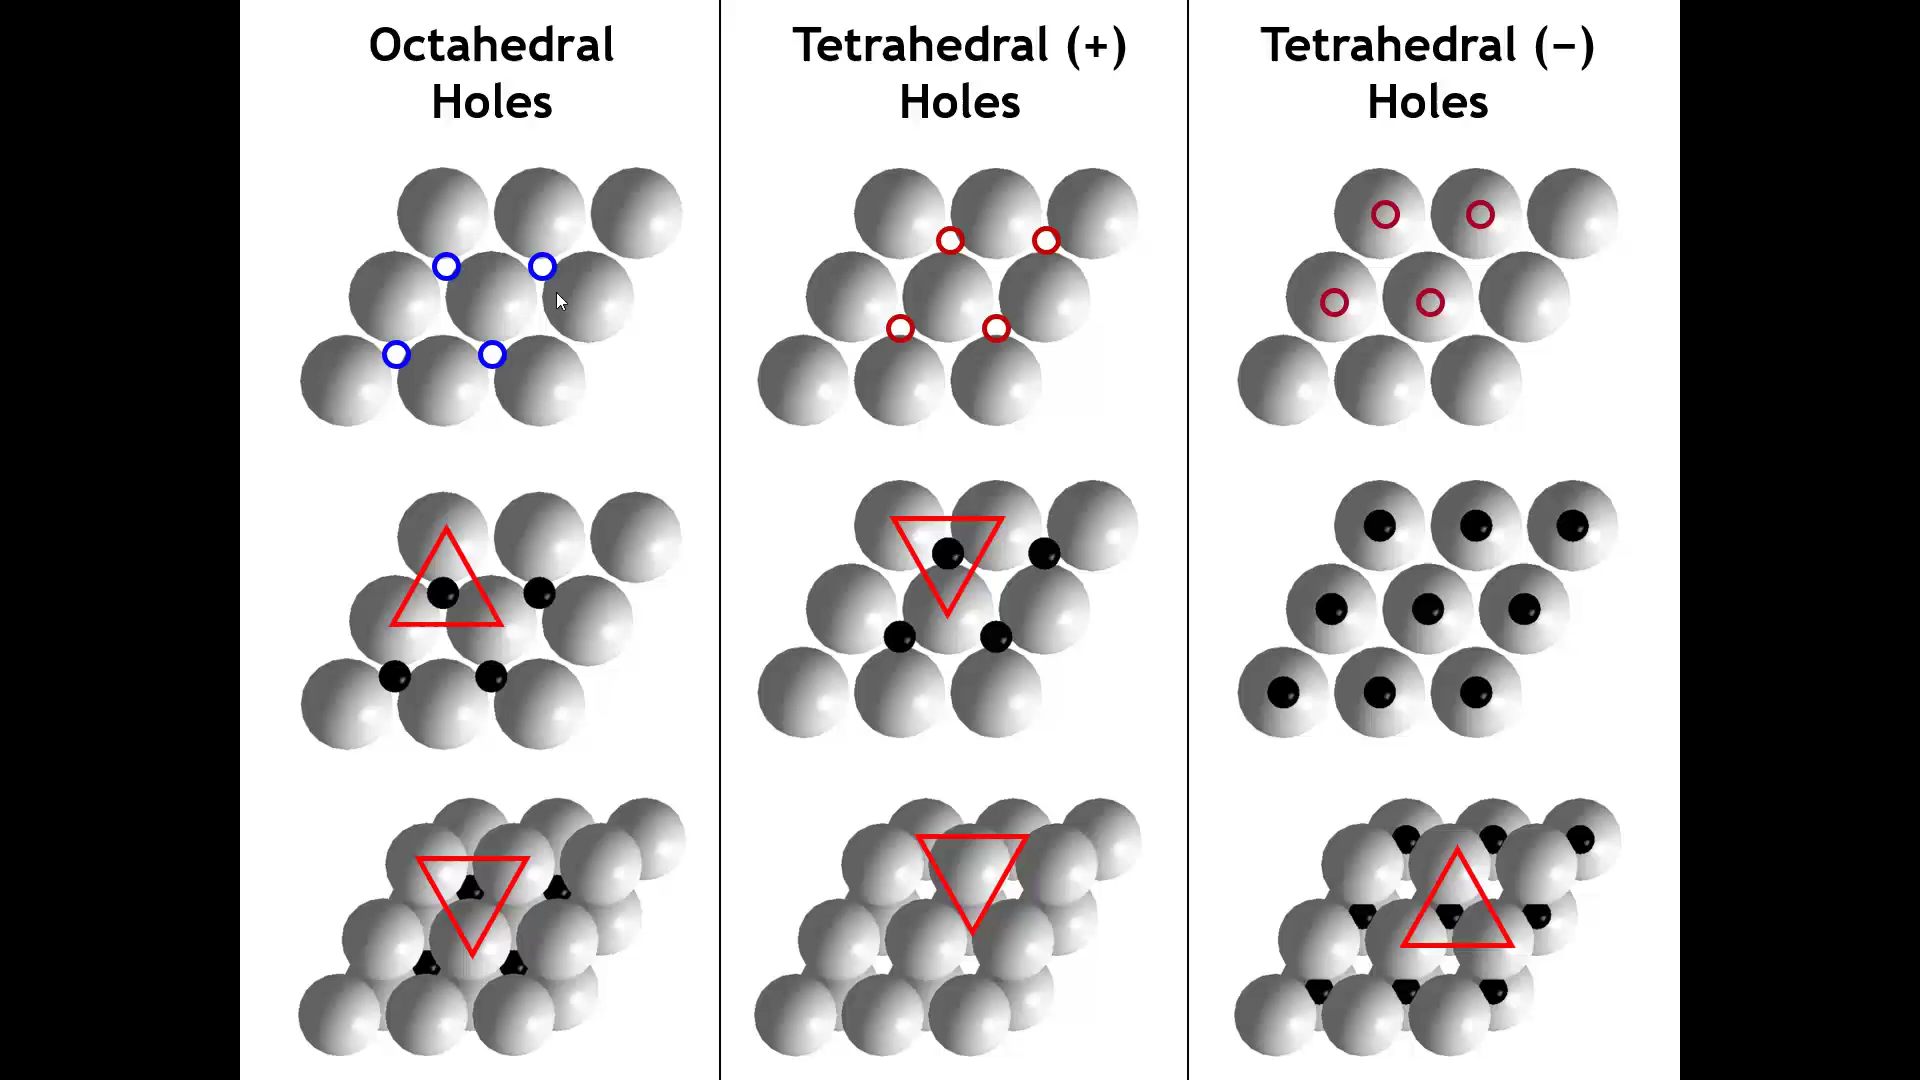 Octahedral
Holes
Tetrahedral (+)
Holes
Tetrahedral (−)
Holes